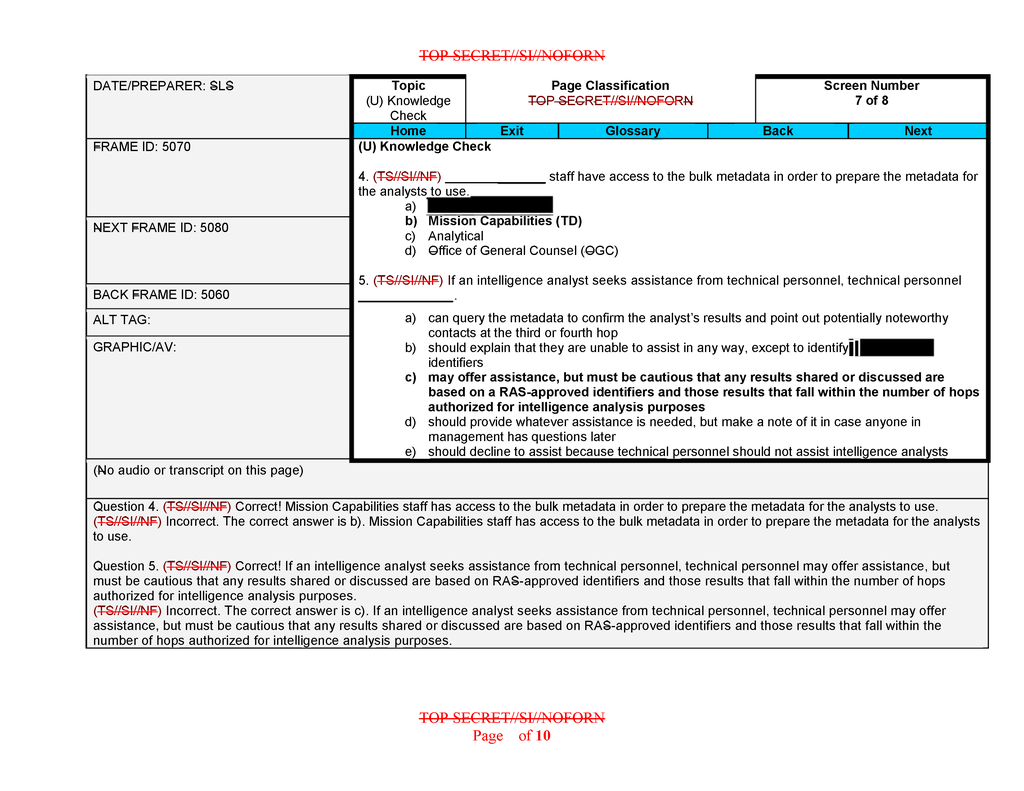 TOP SECRET//SI//NOFORN
DATE/PREPARER: SLS
Topic
(U) Knowledge
Check
Page Classification
TOP SECRET//SI//NOFORN
Screen Number
7 of 8
Home Exit Glossary Back Next
FRAME ID: 5070
NEXT FRAME ID: 5080
BACK FRAME ID: 5060
ALT TAG:
GRAPHIC/AV:
(U) Knowledge Check
4. (TS//SI//NF) _______________ staff have access to the bulk metadata in order to prepare the metadata for
the analysts to use.
a)
b) Mission Capabilities (TD)
c) Analytical
d) Office of General Counsel (OGC)
5. (TS//SI//NF) If an intelligence analyst seeks assistance from technical personnel, technical personnel
______________.
a) can query the metadata to confirm the analyst's results and point out potentially noteworthy
contacts at the third or fourth hop
b) should explain that they are unable to assist in any way, except to identify
identifiers
c) may offer assistance, but must be cautious that any results shared or discussed are
based on a RAS-approved identifiers and those results that fall within the number of hops
authorized for intelligence analysis purposes
d) should provide whatever assistance is needed, but make a note of it in case anyone in
management has questions later
e) should decline to assist because technical personnel should not assist intelligence analysts
(No audio or transcript on this page)
Question 4. (TS//SI//NF) Correct! Mission Capabilities staff has access to the bulk metadata in order to prepare the metadata for the analysts to use.
(TS//SI//NF) Incorrect. The correct answer is b). Mission Capabilities staff has access to the bulk metadata in order to prepare the metadata for the analysts
to use.
Question 5. (TS//SI//NF) Correct! If an intelligence analyst seeks assistance from technical personnel, technical personnel may offer assistance, but
must be cautious that any results shared or discussed are based on RAS-approved identifiers and those results that fall within the number of hops
authorized for intelligence analysis purposes.
(TS//SI//NF) Incorrect. The correct answer is c). If an intelligence analyst seeks assistance from technical personnel, technical personnel may offer
assistance, but must be cautious that any results shared or discussed are based on RAS-approved identifiers and those results that fall within the
number of hops authorized for intelligence analysis purposes.
TOP SECRET//SI//NOFORN
Page of 10